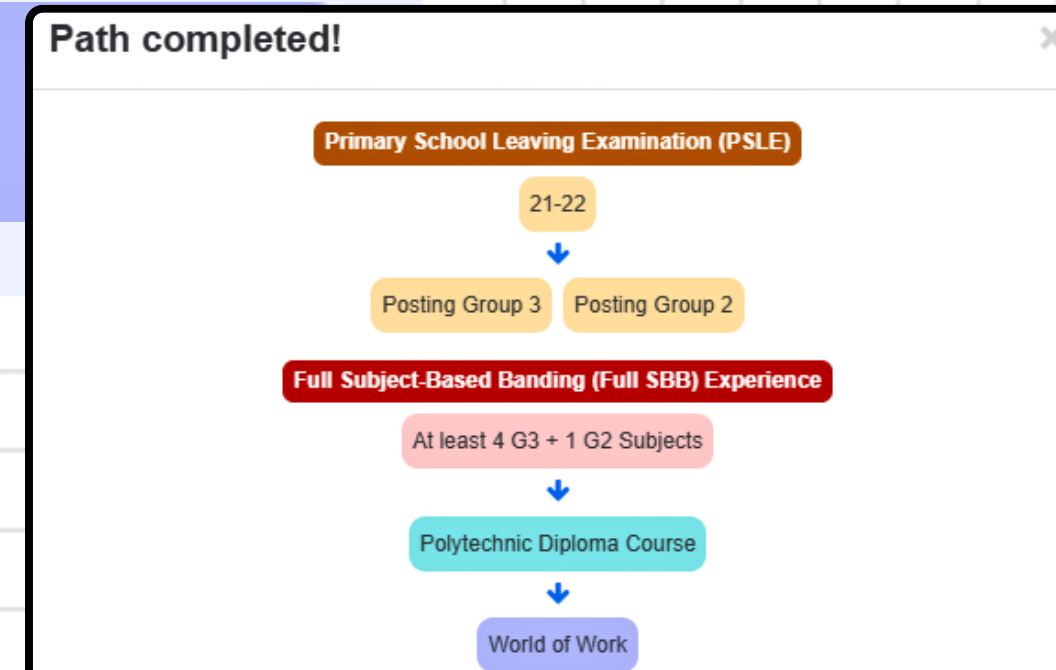 Path completed!
Primary School Leaving Examination (PSLE)
21-22
Posting Group 3 Posting Group 2
Full Subject-Based Banding (Full SBB) Experience
At least 4 G3 + 1 G2 Subjects
Polytechnic Diploma Course
World of Work